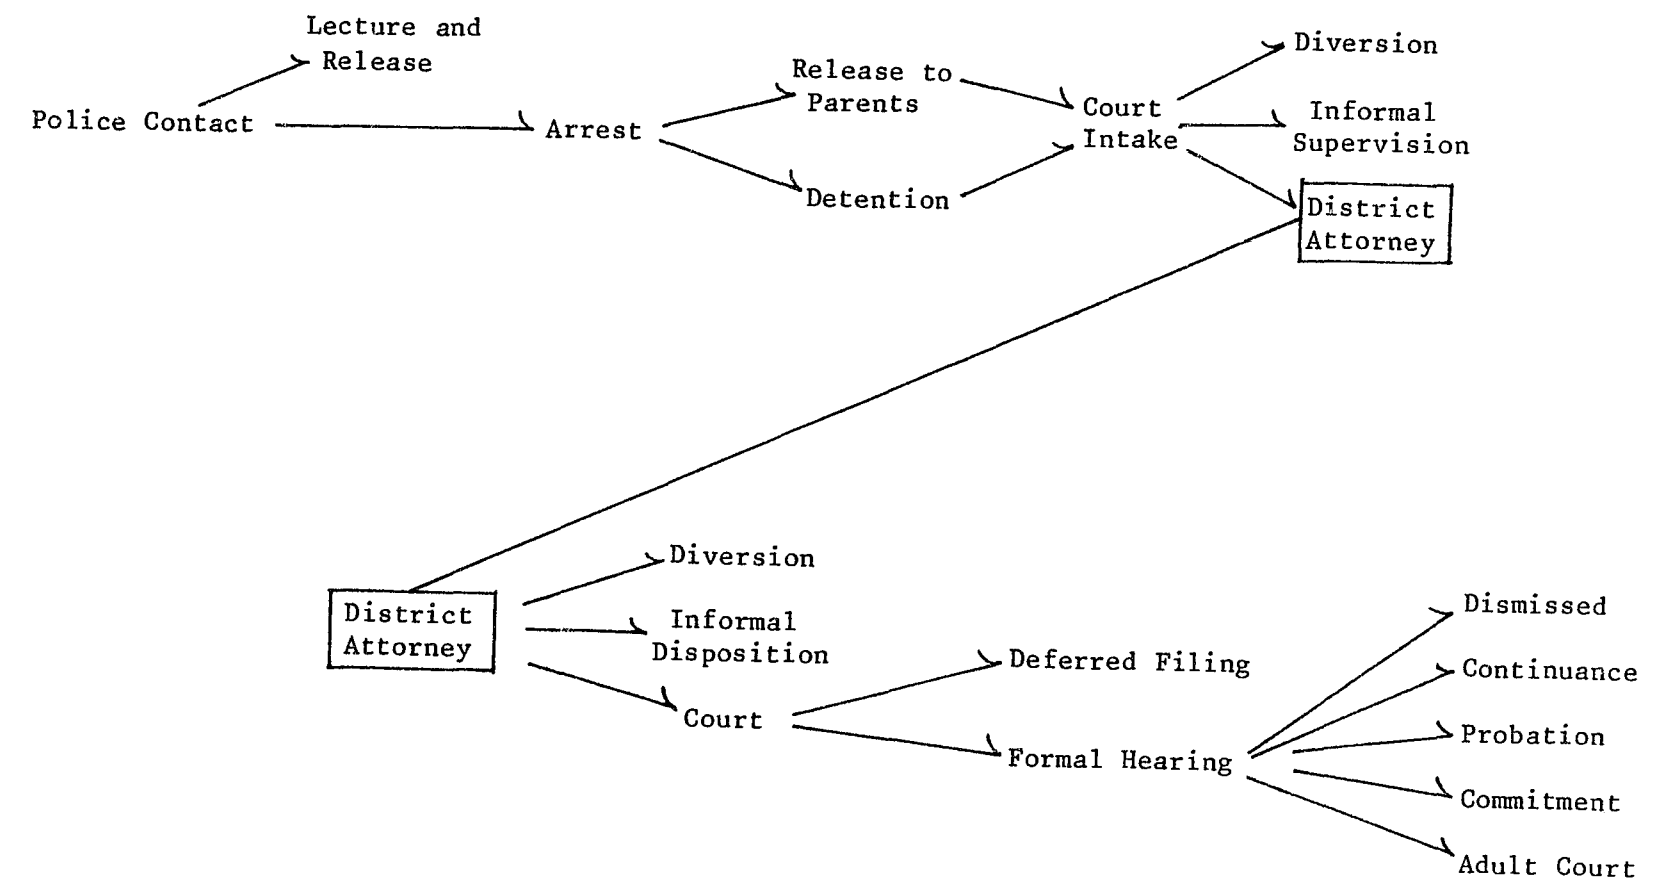 Lecture and
Release
Police Contact
Arrest
Release to
Parents
Detention
Court
Intake
Diversion
Informal
Supervision
District
Attorney
District
Attorney
Diversion
Informal
Disposition
Court
Deferred Filing
Formal Hearing
Dismissed
Continuance
Probation
Commitment
Adult Court